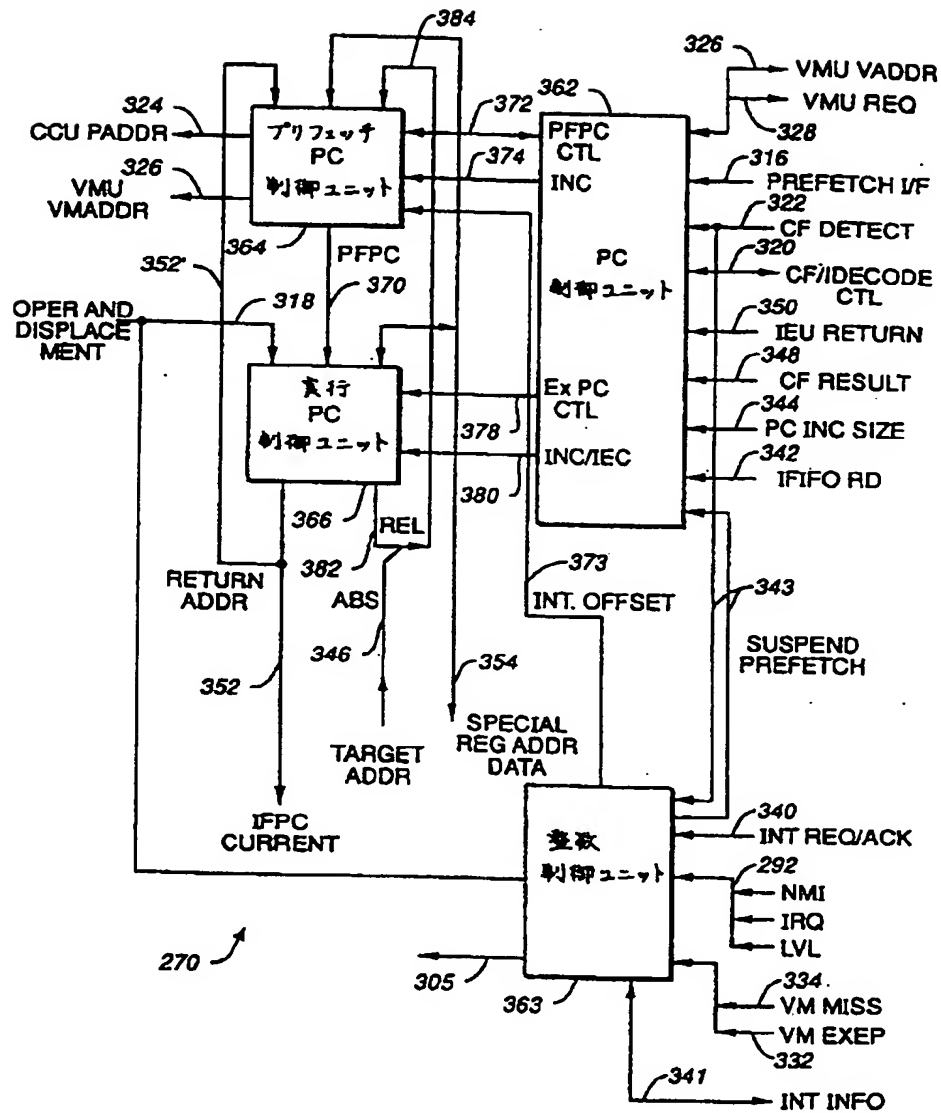 384
326
VMU VADDR
VMU REQ
328
362
324
CCU PADDR
プリフェッチ
PC
制御ユニット
372
PFPC
CTL
374
INC
316
PREFETCH I/F
326
VMU
VMADDR
364
PFPC
322
CF DETECT
320
CF/IDECODE
CTL
PC
制御ユニット
352'
370
OPER AND
DISPLACE
MENT
318
350
IEU RETURN
348
CF RESULT
実行
PC
制御ユニット
Ex PC
CTL
378
344
PC INC SIZE
INC/IEC
380
342
IFIFO RD
366
REL
382
373
RETURN
ADDR
ABS
INT. OFFSET
343
346
SUSPEND
PREFETCH
352
354
TARGET
ADDR
SPECIAL
REG ADDR
DATA
IFPC
CURRENT
340
INT REQ/ACK
整数
制御ユニット
292
NMI
IRQ
LVL
270
305
363
334
VM MISS
VM EXEP
332
341
INT INFO